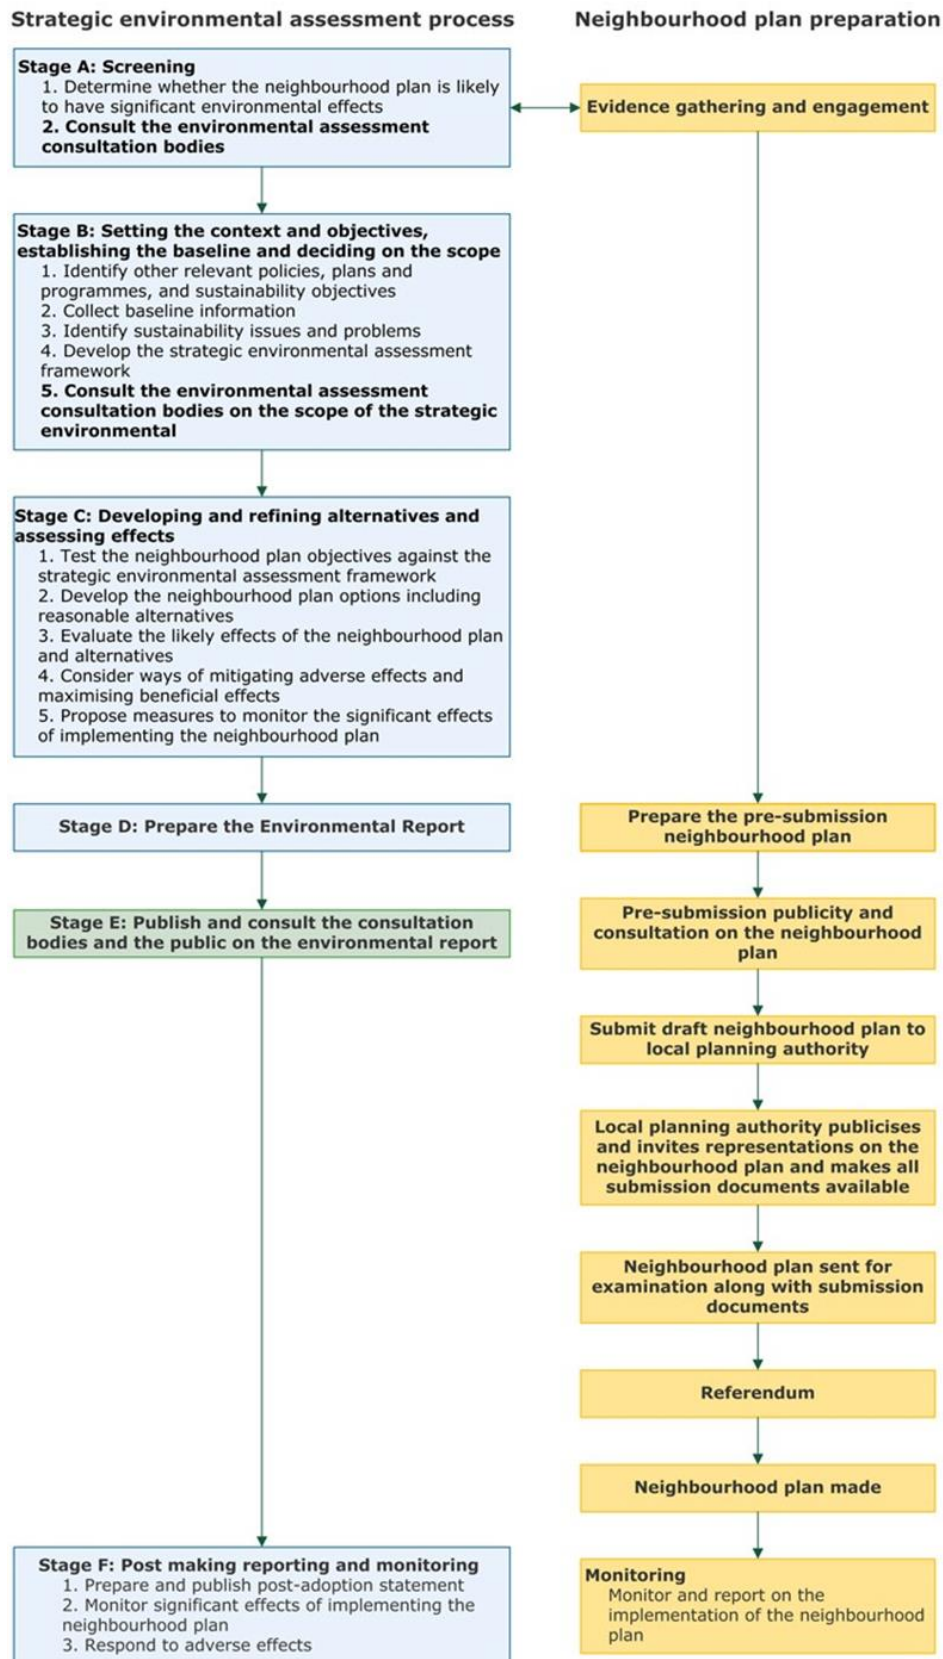 Strategic environmental assessment process
Neighbourhood plan preparation
Stage A: Screening
1. Determine whether the neighbourhood plan is likely
to have significant environmental effects
2. Consult the environmental assessment
consultation bodies
Evidence gathering and engagement
Stage B: Setting the context and objectives,
establishing the baseline and deciding on the scope
1. Identify other relevant policies, plans and
programmes, and sustainability objectives
2. Collect baseline information
3. Identify sustainability issues and problems
4. Develop the strategic environmental assessment
framework
5. Consult the environmental assessment
consultation bodies on the scope of the strategic
environmental
Stage C: Developing and refining alternatives and
assessing effects
1. Test the neighbourhood plan objectives against the
strategic environmental assessment framework
2. Develop the neighbourhood plan options including
reasonable alternatives
3. Evaluate the likely effects of the neighbourhood plan
and alternatives
4. Consider ways of mitigating adverse effects and
maximising beneficial effects
5. Propose measures to monitor the significant effects
of implementing the neighbourhood plan
Stage D: Prepare the Environmental Report
Prepare the pre-submission
neighbourhood plan
Stage E: Publish and consult the consultation
bodies and the public on the environmental report
Pre-submission publicity and
consultation on the neighbourhood
plan
Submit draft neighbourhood plan to
local planning authority
Local planning authority publicises
and invites representations on the
neighbourhood plan and makes all
submission documents available
Neighbourhood plan sent for
examination along with submission
documents
Referendum
Neighbourhood plan made
Stage F: Post making reporting and monitoring
1. Prepare and publish post-adoption statement
2. Monitor significant effects of implementing the
neighbourhood plan
3. Respond to adverse effects
Monitoring
Monitor and report on the
implementation of the neighbourhood
plan